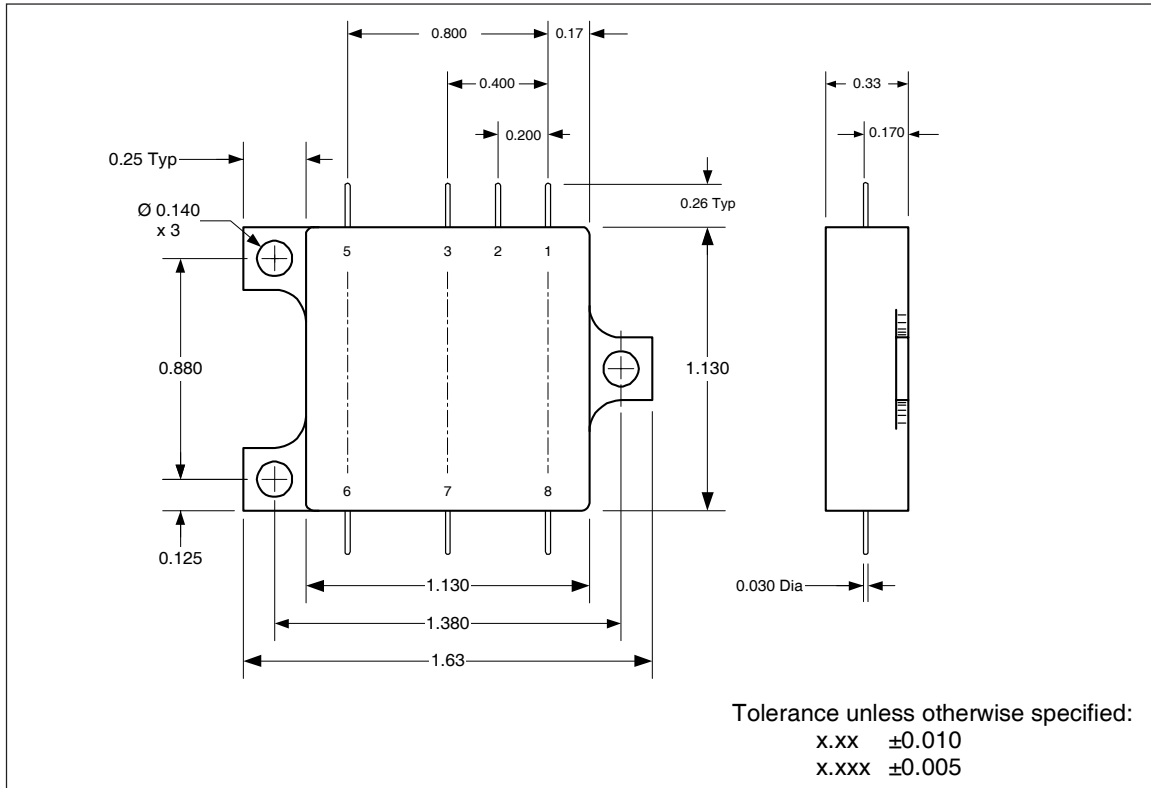 0.800
0.17
0.400
0.200
0.33
0.170
0.25 Typ
0.26 Typ
Ø 0.140
x 3
5
3
2
1
0.880
1.130
6
7
8
0.125
1.130
0.030 Dia
1.380
1.63
Tolerance unless otherwise specified:
x.xx ±0.010
x.xxx ±0.005